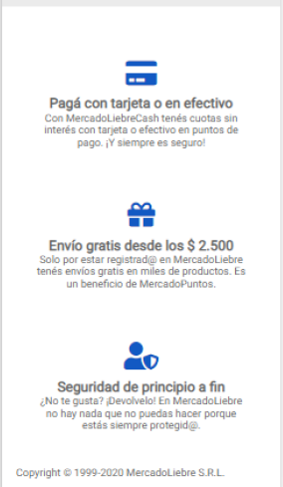 Pagá con tarjeta o en efectivo
Con MercadoLiebreCash tenés cuotas sin
interés con tarjeta o efectivo en puntos de
pago. ¡Y siempre es seguro!
Envío gratis desde los $ 2.500
Solo por estar registrad@ en MercadoLiebre
tenés envíos gratis en miles de productos. Es
un beneficio de MercadoPuntos.
Seguridad de principio a fin
¿No te gusta? ¡Devolvelo! En MercadoLiebre
no hay nada que no puedas hacer porque
estás siempre protegid@.
Copyright © 1999-2020 MercadoLiebre S.R.L.